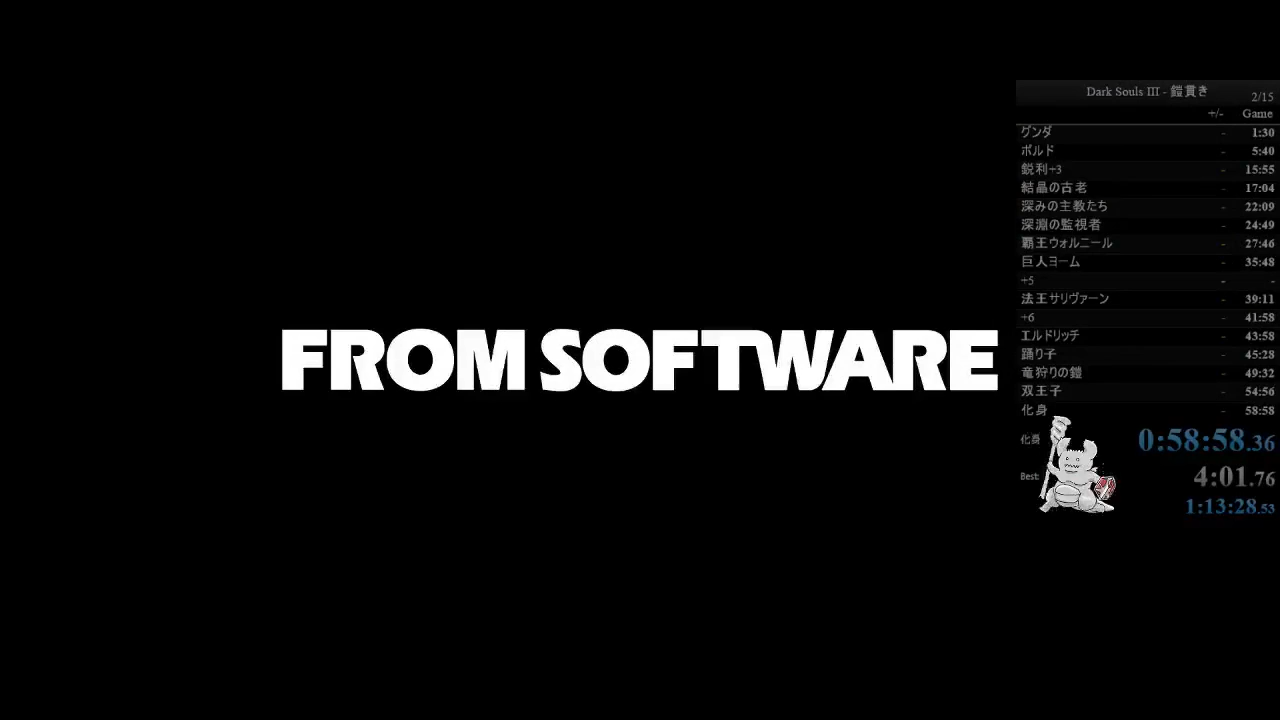 FROM SOFTWARE
Dark Souls III - 鎧貫き
2/15
+/- Game
グンダ - 1:30
ボルド - 5:40
鋭利+3 - 15:55
結晶の古老 - 17:04
深みの主教たち - 22:09
深淵の監視者 - 24:49
覇王ウォルニール - 27:46
巨人ヨーム - 35:48
+5 - -
法王サリヴァーン - 39:11
+6 - 41:58
エルドリッチ - 43:58
踊り子 - 45:28
竜狩りの鎧 - 49:32
双王子 - 54:56
化身 - 58:58
化身 0:58:58.36
Best: 4:01.76
1:13:28.53